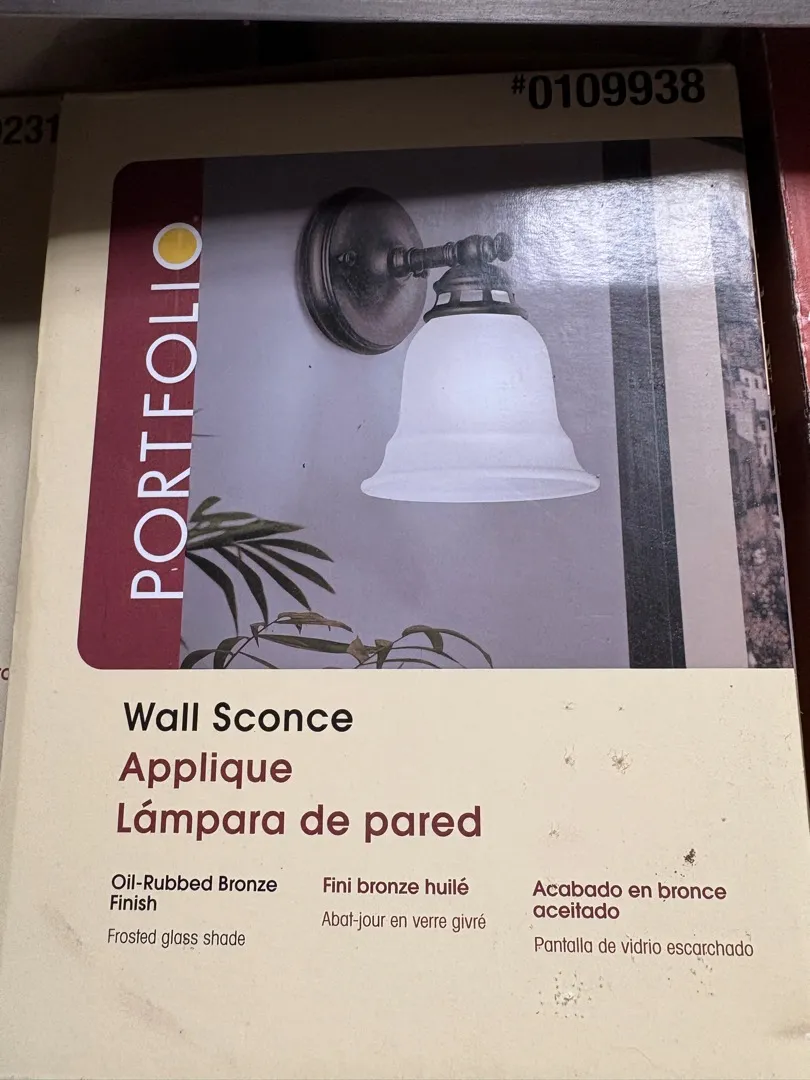 #0109938
231
PORTFOLIO
Wall Sconce
Applique
Lámpara de pared
Oil-Rubbed Bronze
Finish
Frosted glass shade
Fini bronze huilé
Abat-jour en verre givré
Acabado en bronce
aceitado
Pantalla de vidrio escarchado